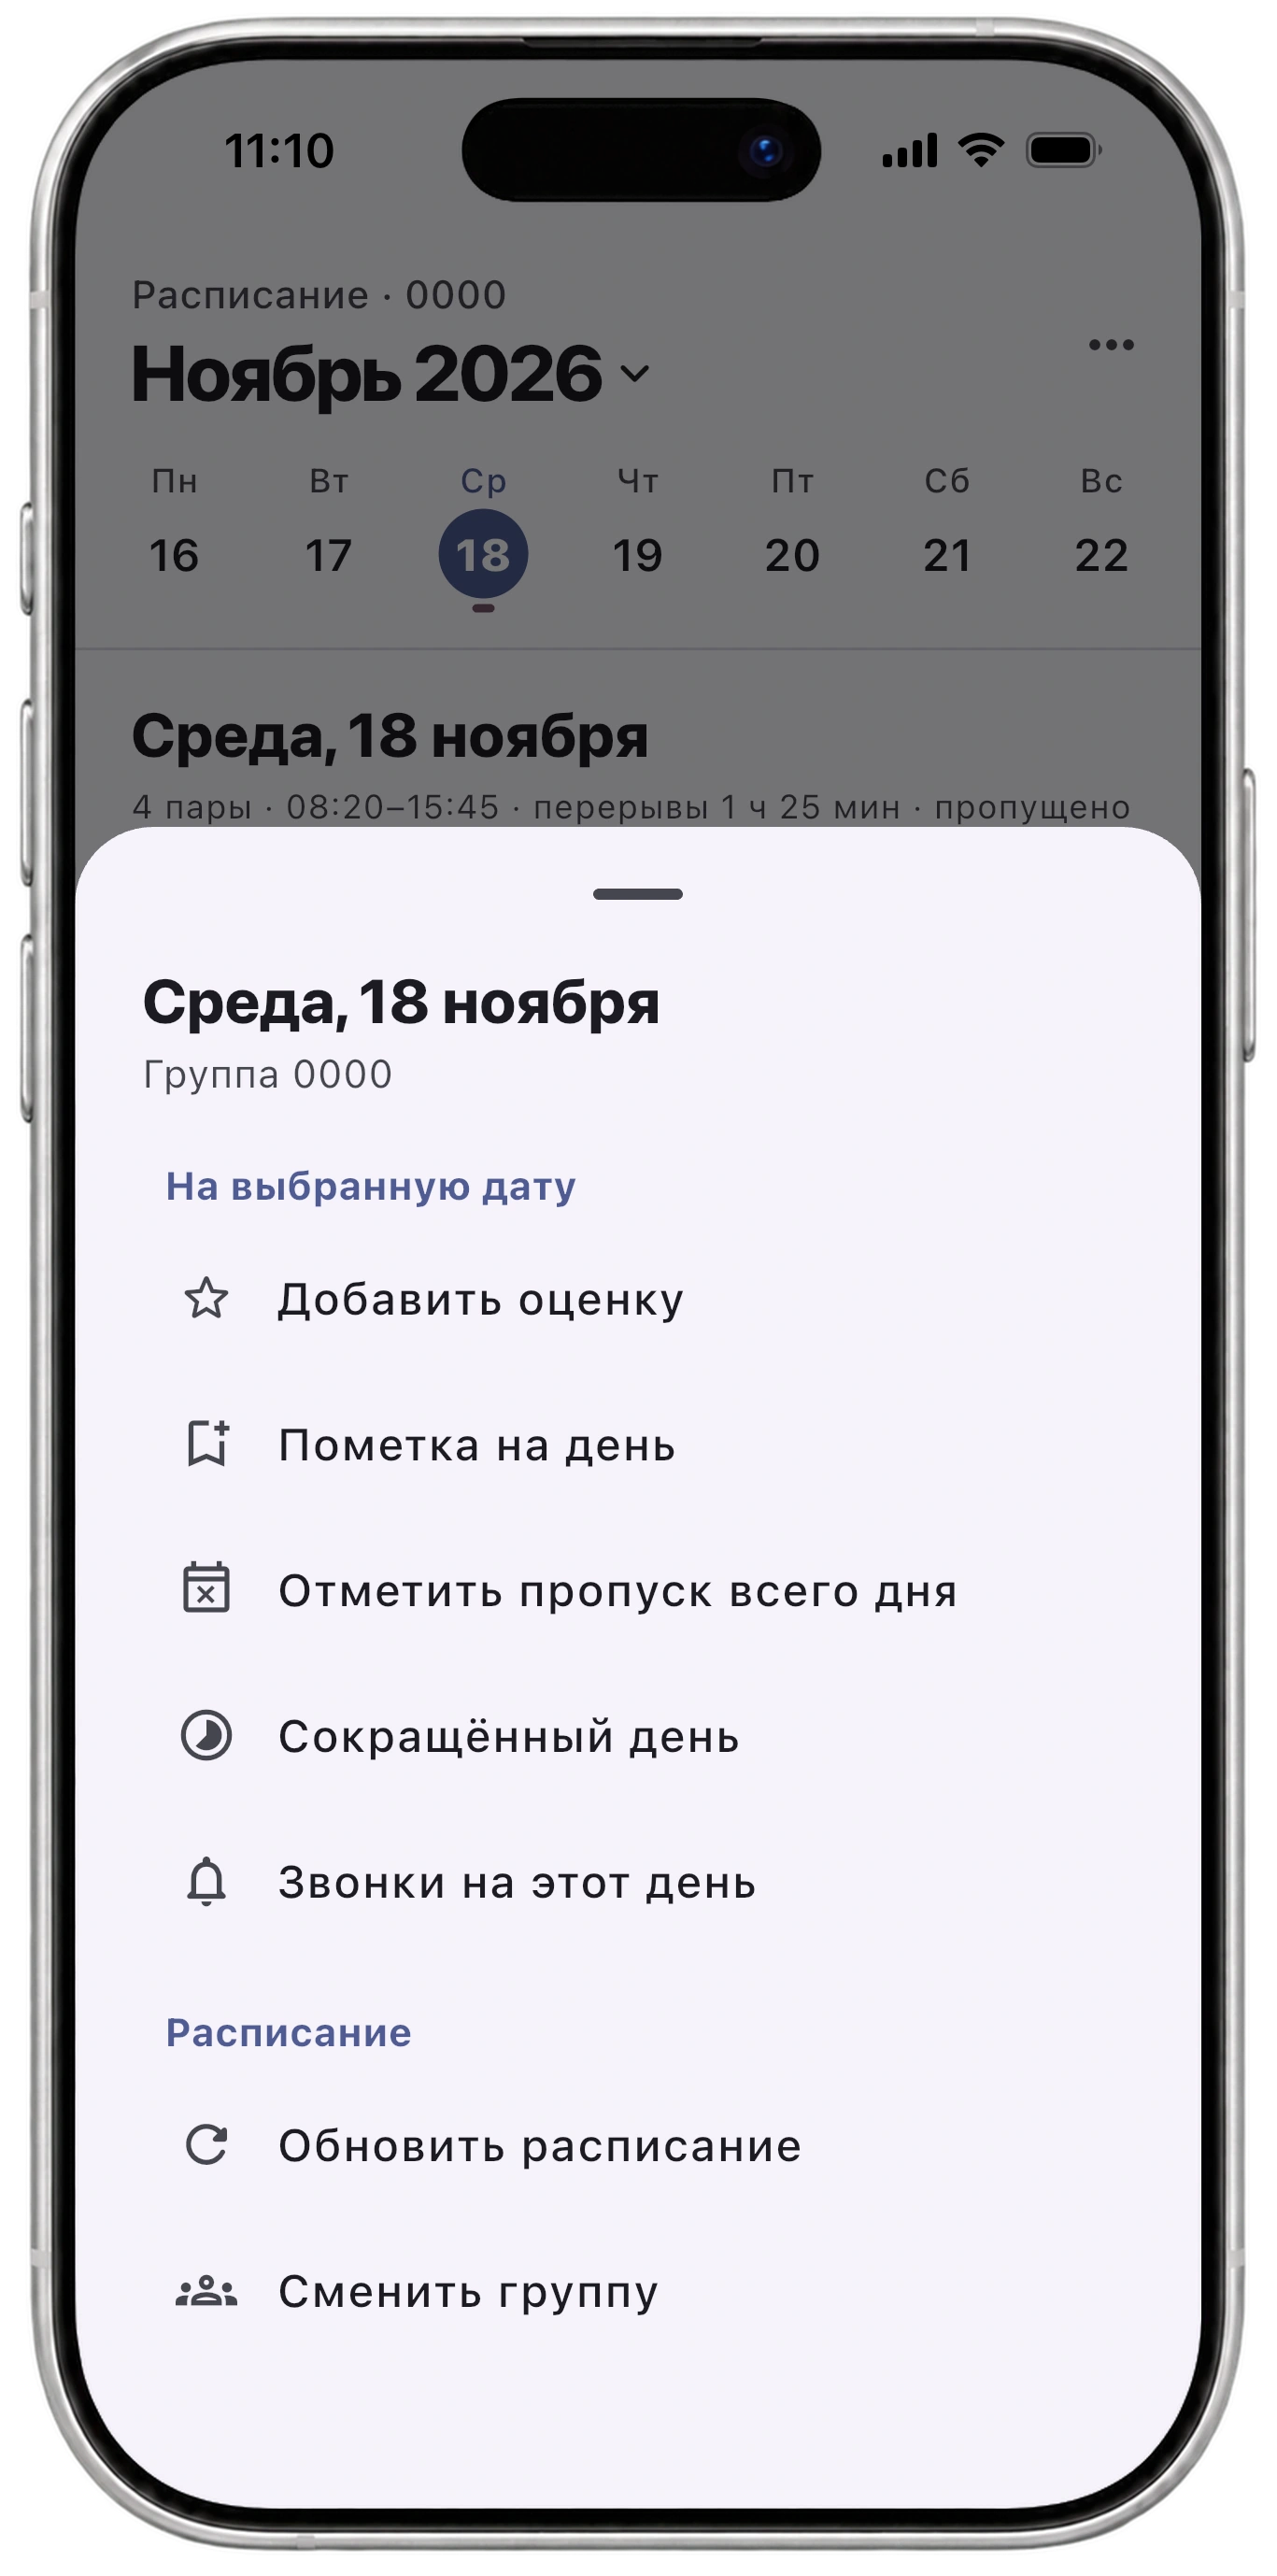 11:10
Расписание · 0000
Ноябрь 2026
Пн Вт Ср Чт Пт Сб Вс
16 17 18 19 20 21 22
Среда, 18 ноября
4 пары · 08:20–15:45 · перерывы 1 ч 25 мин · пропущено
Среда, 18 ноября
Группа 0000
На выбранную дату
Добавить оценку
Пометка на день
Отметить пропуск всего дня
Сокращённый день
Звонки на этот день
Расписание
Обновить расписание
Сменить группу